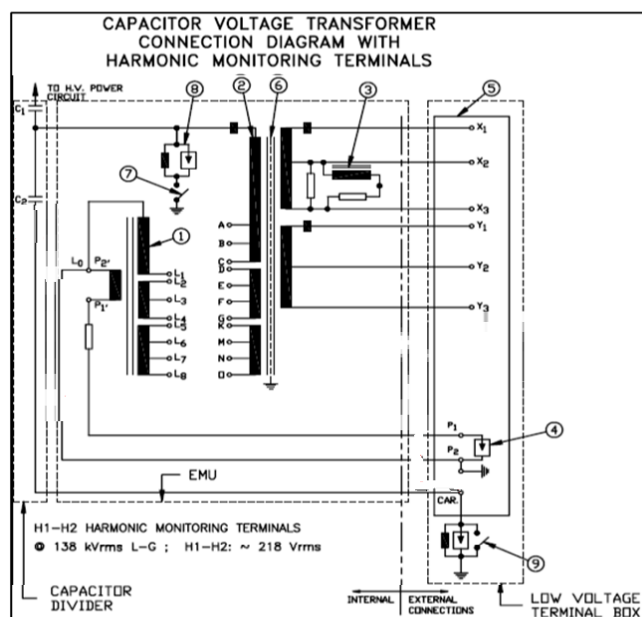 CAPACITOR VOLTAGE TRANSFORMER
CONNECTION DIAGRAM WITH
HARMONIC MONITORING TERMINALS
TO H.V. POWER
CIRCUIT
C1
C2
8
2
6
3
5
7
1
X1
X2
X3
Y1
Y2
Y3
A
B
C
D
E
F
G
K
M
N
O
L0
P2'
P1'
L1
L2
L3
L4
L5
L6
L7
L8
P1
P2
4
CAR.
9
EMU
H1-H2 HARMONIC MONITORING TERMINALS
@ 138 kVrms L-G ; H1-H2: ~ 218 Vrms
CAPACITOR
DIVIDER
INTERNAL
EXTERNAL
CONNECTIONS
LOW VOLTAGE
TERMINAL BOX